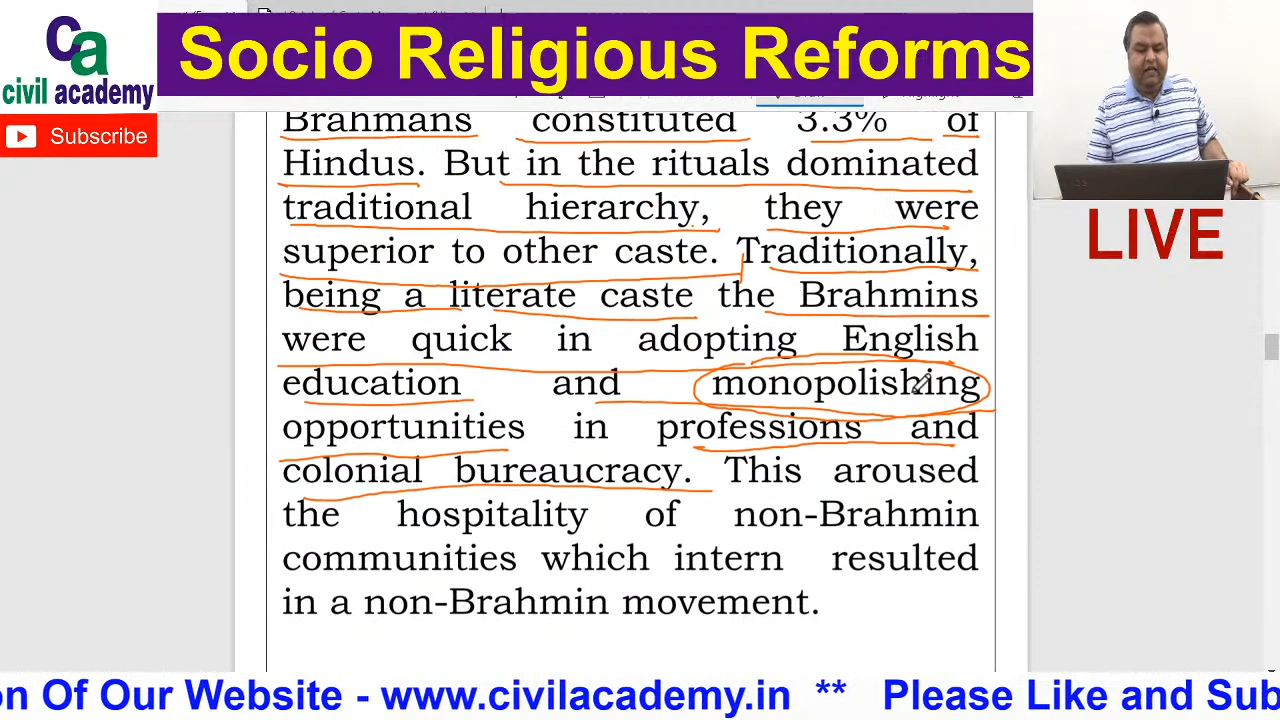 ca
civil academy
Subscribe
Socio Religious Reforms
LIVE
Brahmans constituted 3.3% of
Hindus. But in the rituals dominated
traditional hierarchy, they were
superior to other caste. Traditionally,
being a literate caste the Brahmins
were quick in adopting English
education and monopolishing
opportunities in professions and
colonial bureaucracy. This aroused
the hospitality of non-Brahmin
communities which intern resulted
in a non-Brahmin movement.
on Of Our Website - www.civilacademy.in ** Please Like and Sub